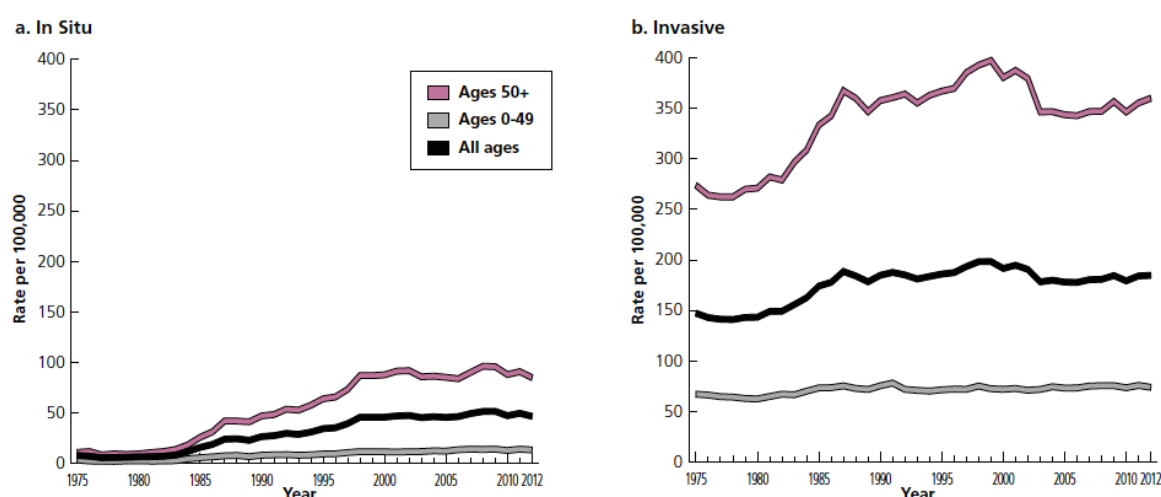 a. In Situ
400
350
300
250
200
150
100
50
0
Rate per 100,000
1975 1980 1985 1990 1995 2000 2005 2010 2012
Year
Ages 50+
Ages 0-49
All ages
b. Invasive
400
350
300
250
200
150
100
50
0
Rate per 100,000
1975 1980 1985 1990 1995 2000 2005 2010 2012
Year